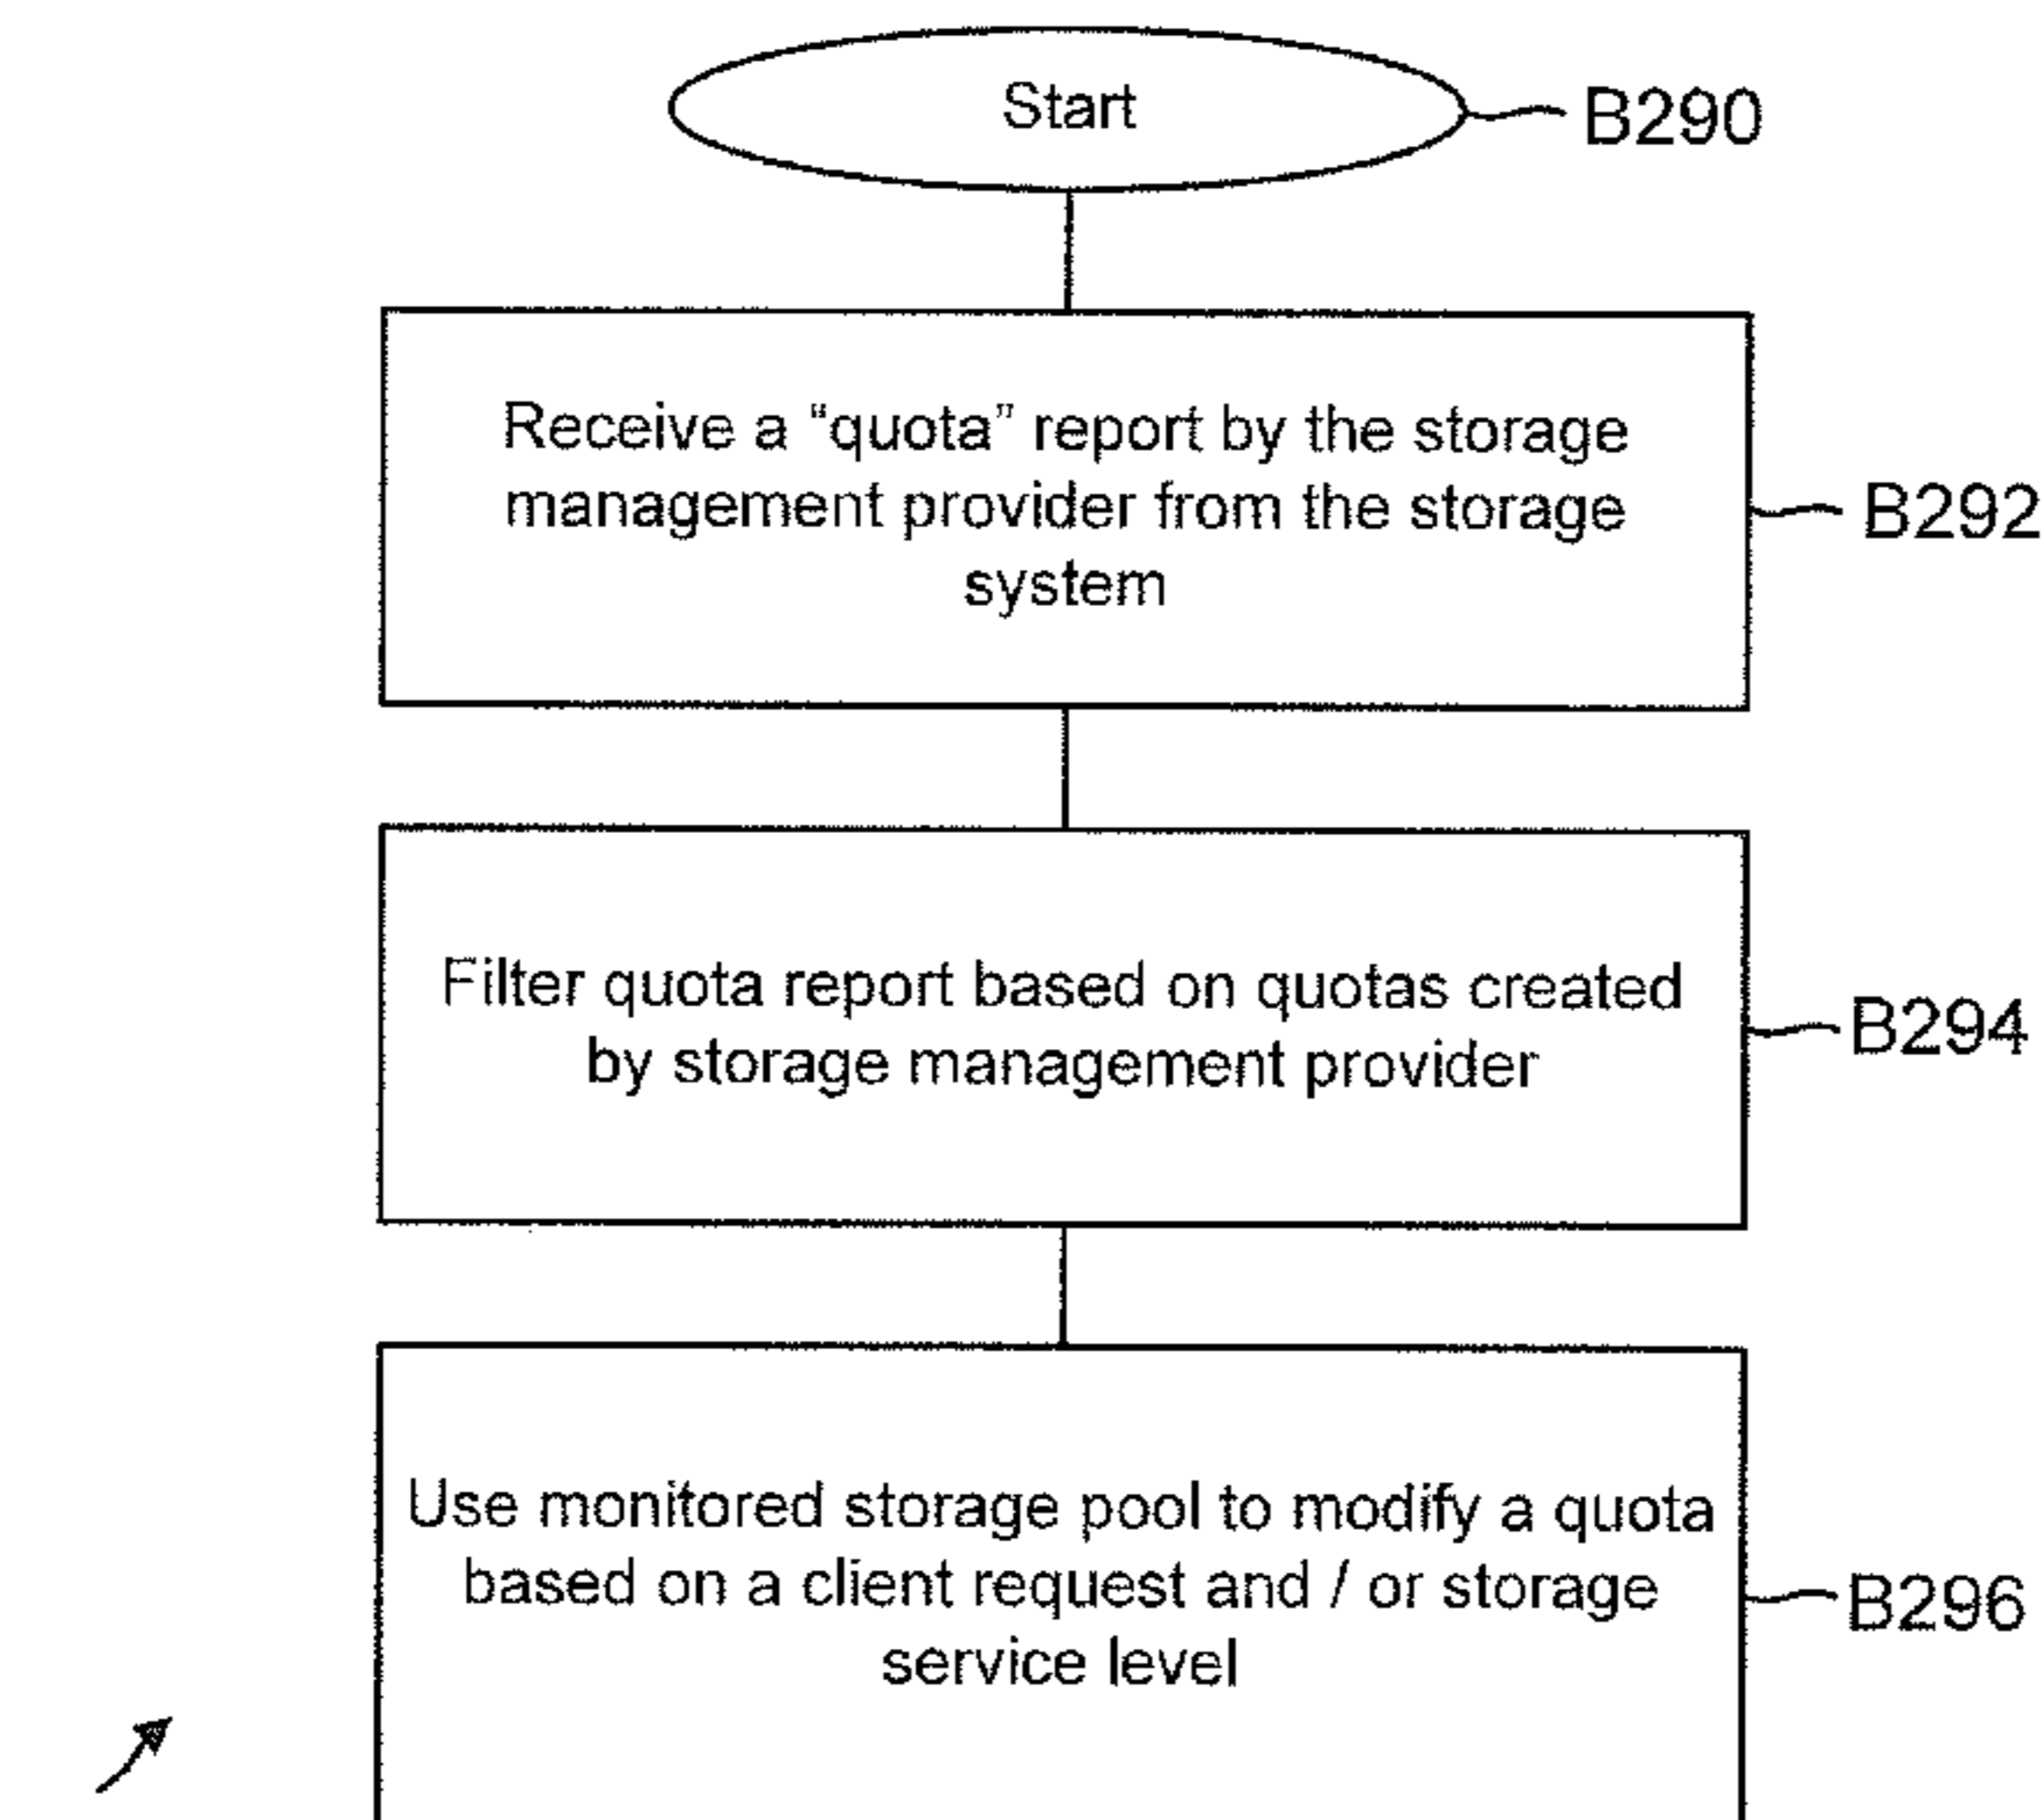 Start
B290
Receive a “quota” report by the storage
management provider from the storage
system
B292
Filter quota report based on quotas created
by storage management provider
B294
Use monitored storage pool to modify a quota
based on a client request and / or storage
service level
B296